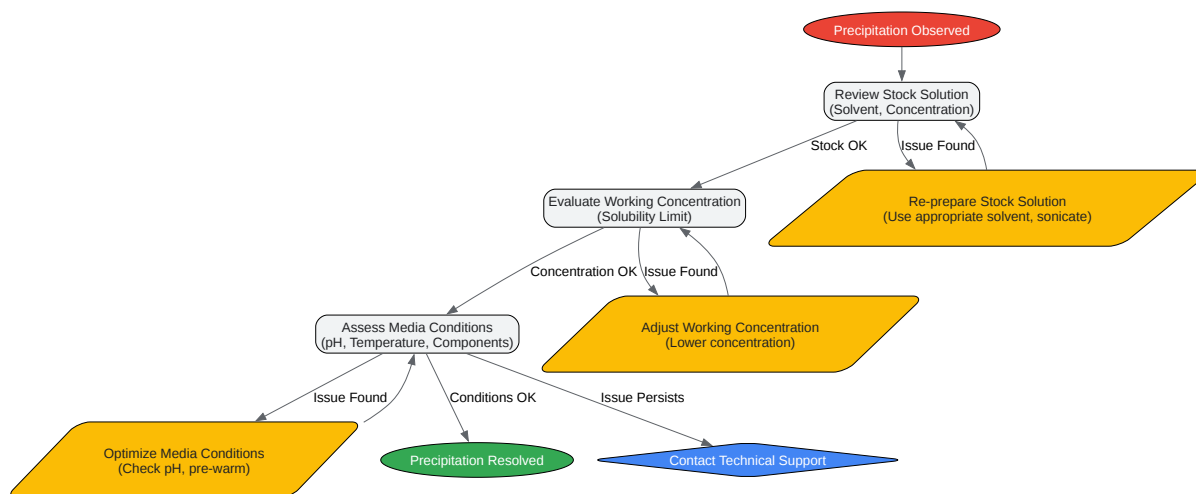 Precipitation Observed
Review Stock Solution
(Solvent, Concentration)
Stock OK
Issue Found
Re-prepare Stock Solution
(Use appropriate solvent, sonicate)
Evaluate Working Concentration
(Solubility Limit)
Concentration OK
Issue Found
Adjust Working Concentration
(Lower concentration)
Assess Media Conditions
(pH, Temperature, Components)
Issue Found
Conditions OK
Issue Persists
Optimize Media Conditions
(Check pH, pre-warm)
Precipitation Resolved
Contact Technical Support